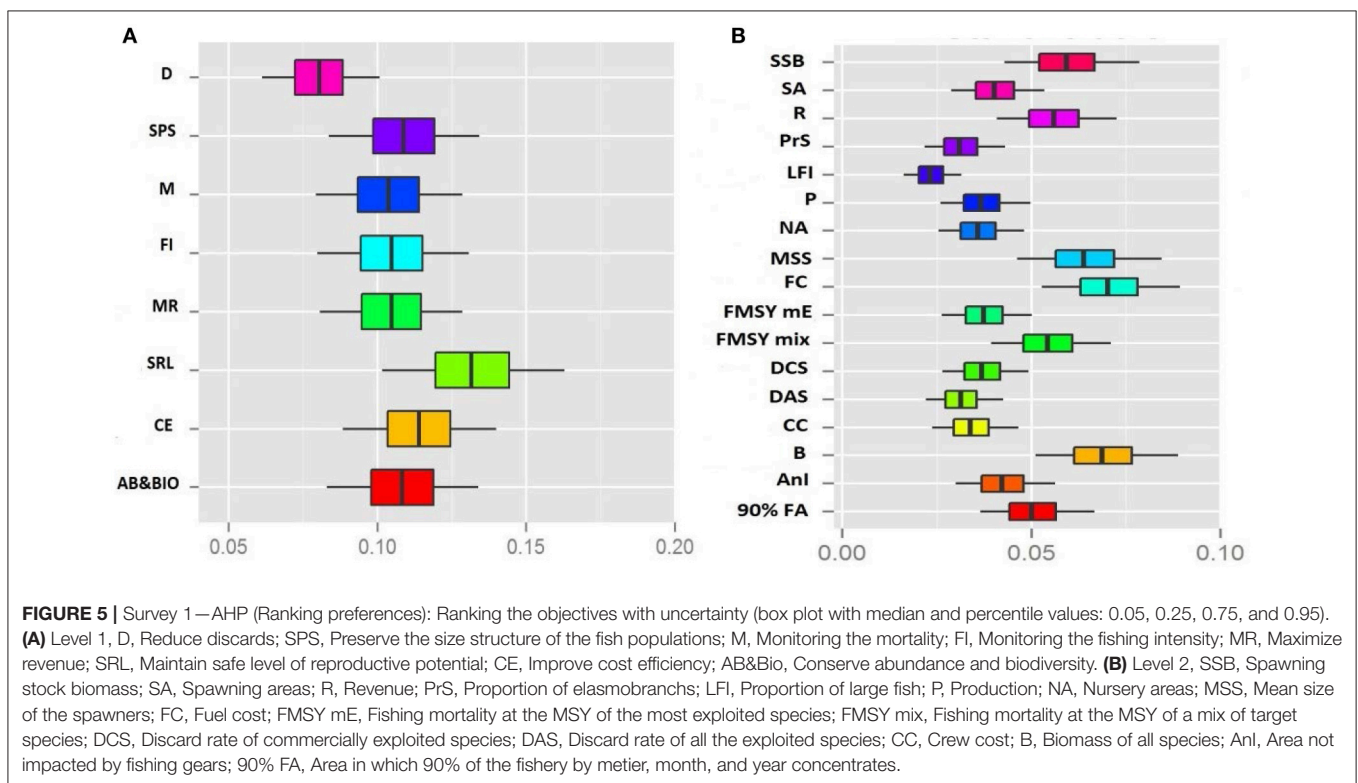 A
D
SPS
M
FI
MR
SRL
CE
AB&BIO
0.05 0.10 0.15 0.20
B
SSB
SA
R
PrS
LFI
P
NA
MSS
FC
FMSY mE
FMSY mix
DCS
DAS
CC
B
AnI
90% FA
0.00 0.05 0.10
FIGURE 5 | Survey 1—AHP (Ranking preferences): Ranking the objectives with uncertainty (box plot with median and percentile values: 0.05, 0.25, 0.75, and 0.95).
(A) Level 1, D, Reduce discards; SPS, Preserve the size structure of the fish populations; M, Monitoring the mortality; FI, Monitoring the fishing intensity; MR, Maximize
revenue; SRL, Maintain safe level of reproductive potential; CE, Improve cost efficiency; AB&Bio, Conserve abundance and biodiversity. (B) Level 2, SSB, Spawning
stock biomass; SA, Spawning areas; R, Revenue; PrS, Proportion of elasmobranchs; LFI, Proportion of large fish; P, Production; NA, Nursery areas; MSS, Mean size
of the spawners; FC, Fuel cost; FMSY mE, Fishing mortality at the MSY of the most exploited species; FMSY mix, Fishing mortality at the MSY of a mix of target
species; DCS, Discard rate of commercially exploited species; DAS, Discard rate of all the exploited species; CC, Crew cost; B, Biomass of all species; AnI, Area not
impacted by fishing gears; 90% FA, Area in which 90% of the fishery by metier, month, and year concentrates.